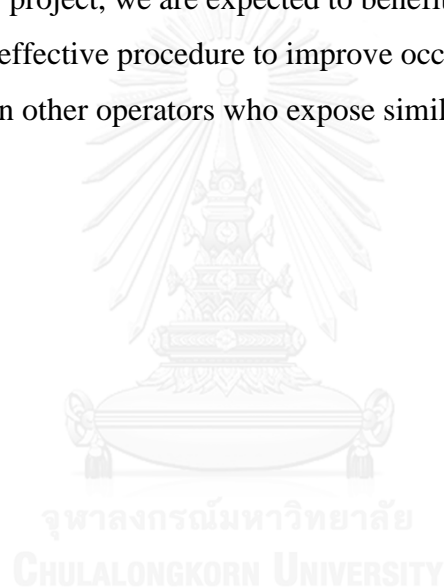 project, we are expected to benefit
effective procedure to improve occ
n other operators who expose simil
จุฬาลงกรณ์มหาวิทยาลัย
CHULALONGKORN UNIVERSITY